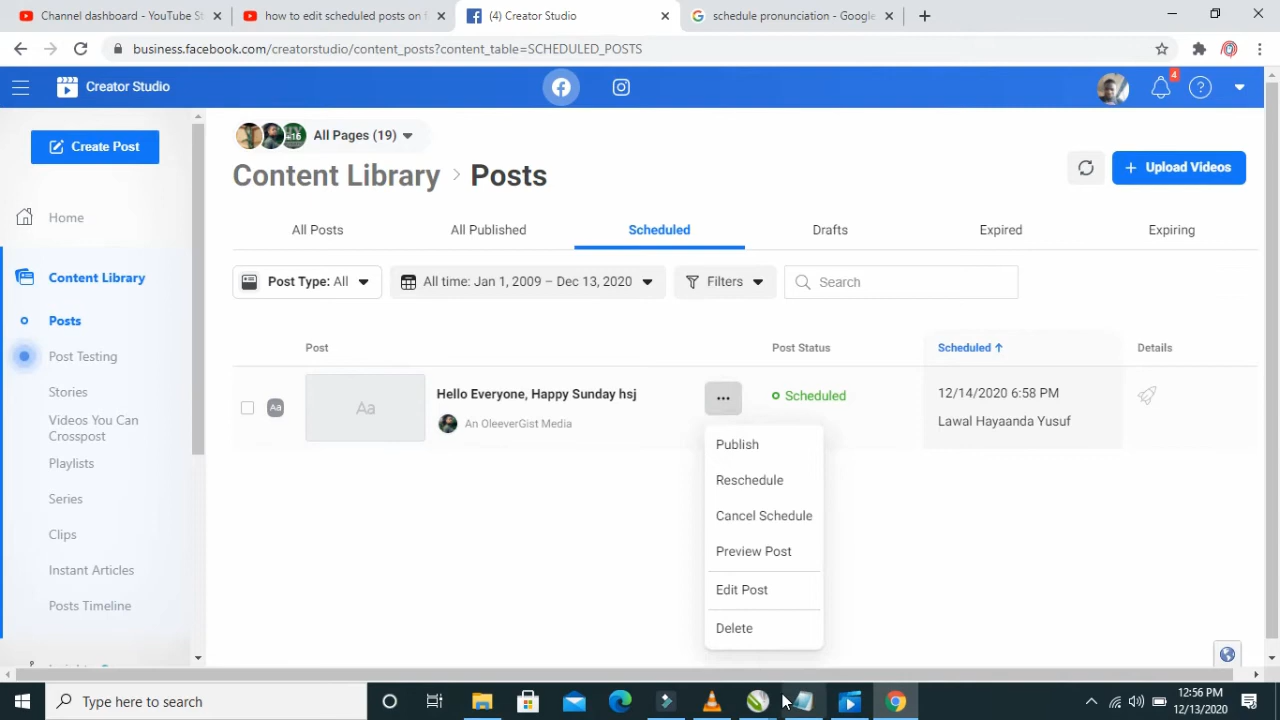 Channel dashboard - YouTube St
how to edit scheduled posts on f
(4) Creator Studio
schedule pronunciation - Google
business.facebook.com/creatorstudio/content_posts?content_table=SCHEDULED_POSTS
Creator Studio
4
Create Post
+16
All Pages (19)
Content Library > Posts
+ Upload Videos
Home
All Posts
All Published
Scheduled
Drafts
Expired
Expiring
Content Library
Post Type: All
All time: Jan 1, 2009 – Dec 13, 2020
Filters
Search
Posts
Post Testing
Stories
Videos You Can
Crosspost
Playlists
Series
Clips
Instant Articles
Posts Timeline
Post
Post Status
Scheduled ↑
Details
Aa
Aa
Hello Everyone, Happy Sunday hsj
An OleeverGist Media
Scheduled
12/14/2020 6:58 PM
Lawal Hayaanda Yusuf
Publish
Reschedule
Cancel Schedule
Preview Post
Edit Post
Delete
Type here to search
12:56 PM
12/13/2020